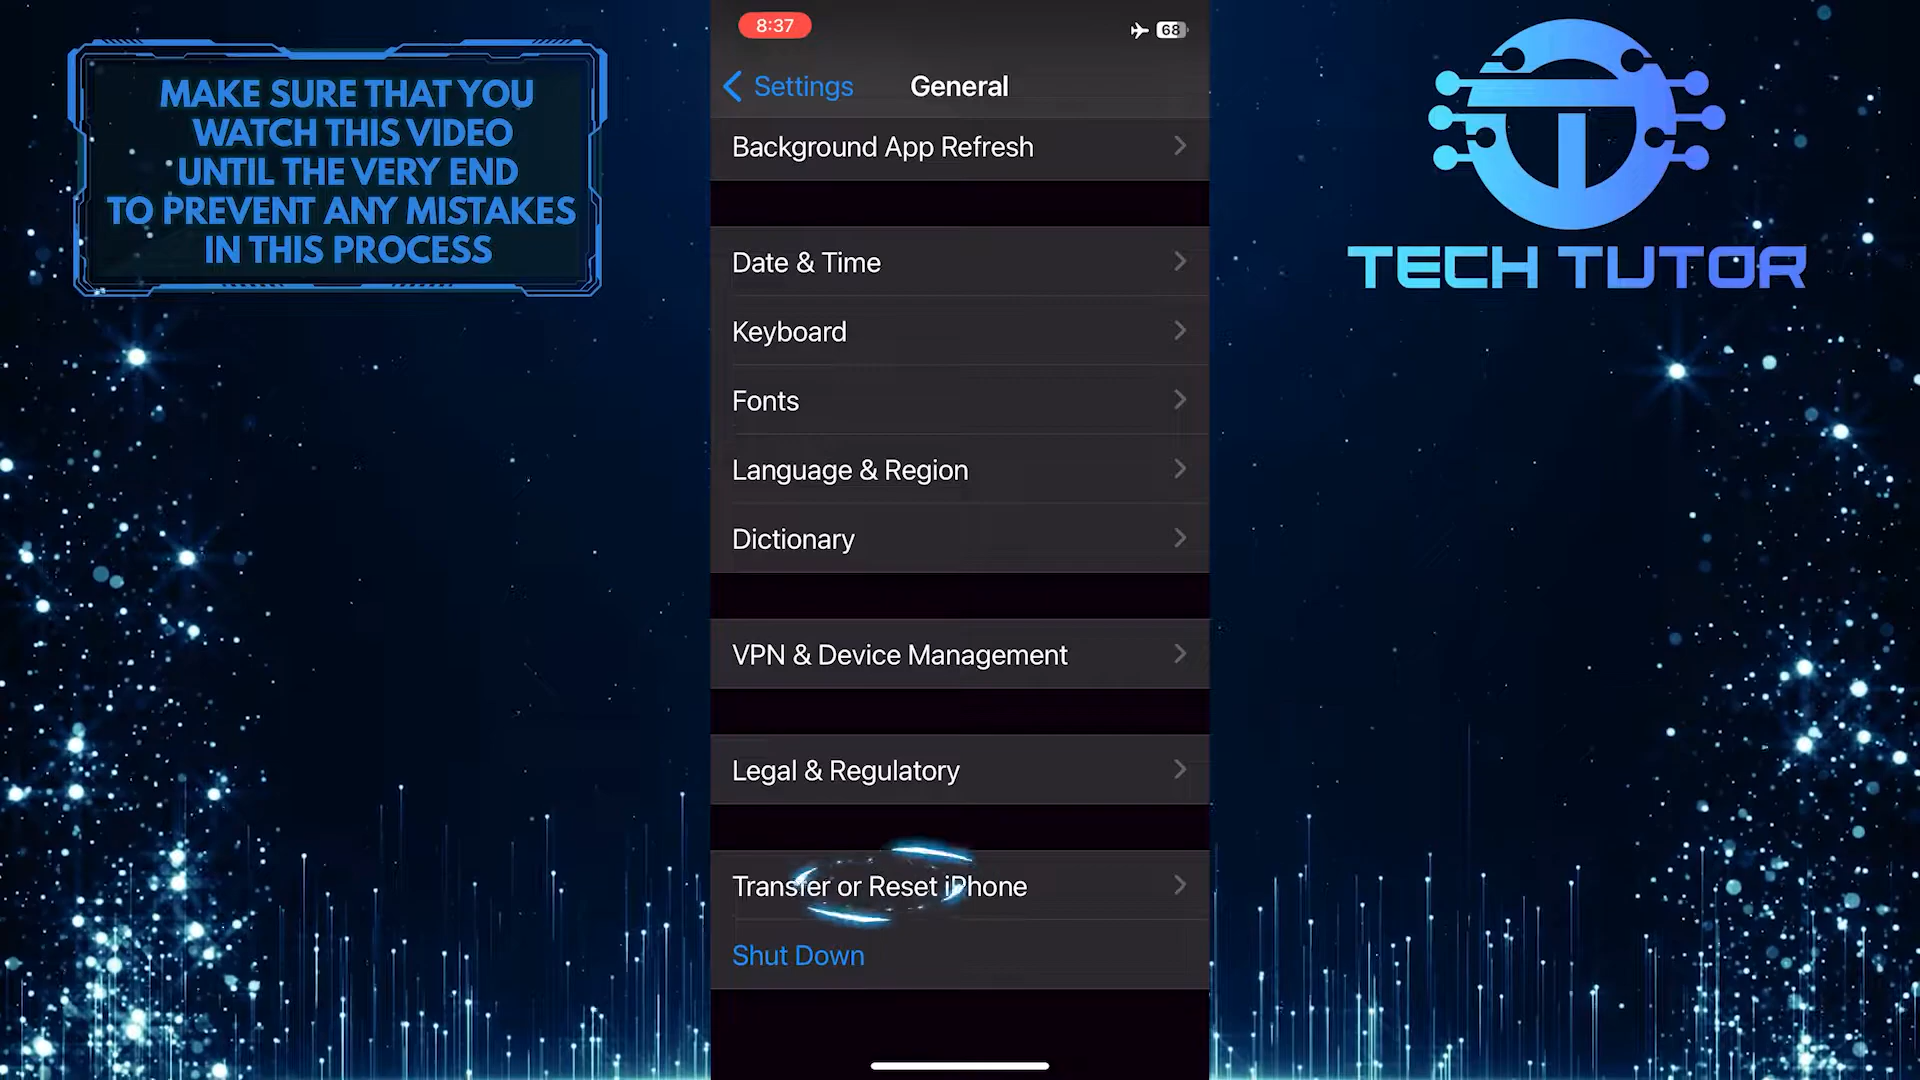 MAKE SURE THAT YOU
WATCH THIS VIDEO
UNTIL THE VERY END
TO PREVENT ANY MISTAKES
IN THIS PROCESS
8:37
68
Settings
General
Background App Refresh
Date & Time
Keyboard
Fonts
Language & Region
Dictionary
VPN & Device Management
Legal & Regulatory
Transfer or Reset iPhone
Shut Down
TECH TUTOR